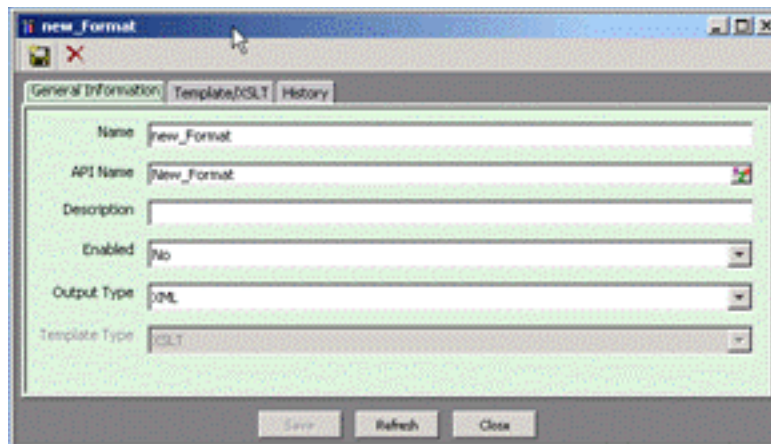 new_Format
General Information Template/XSLT History
Name new_Format
API Name New_Format
Description
Enabled No
Output Type XML
Template Type XSLT
Save Refresh Close